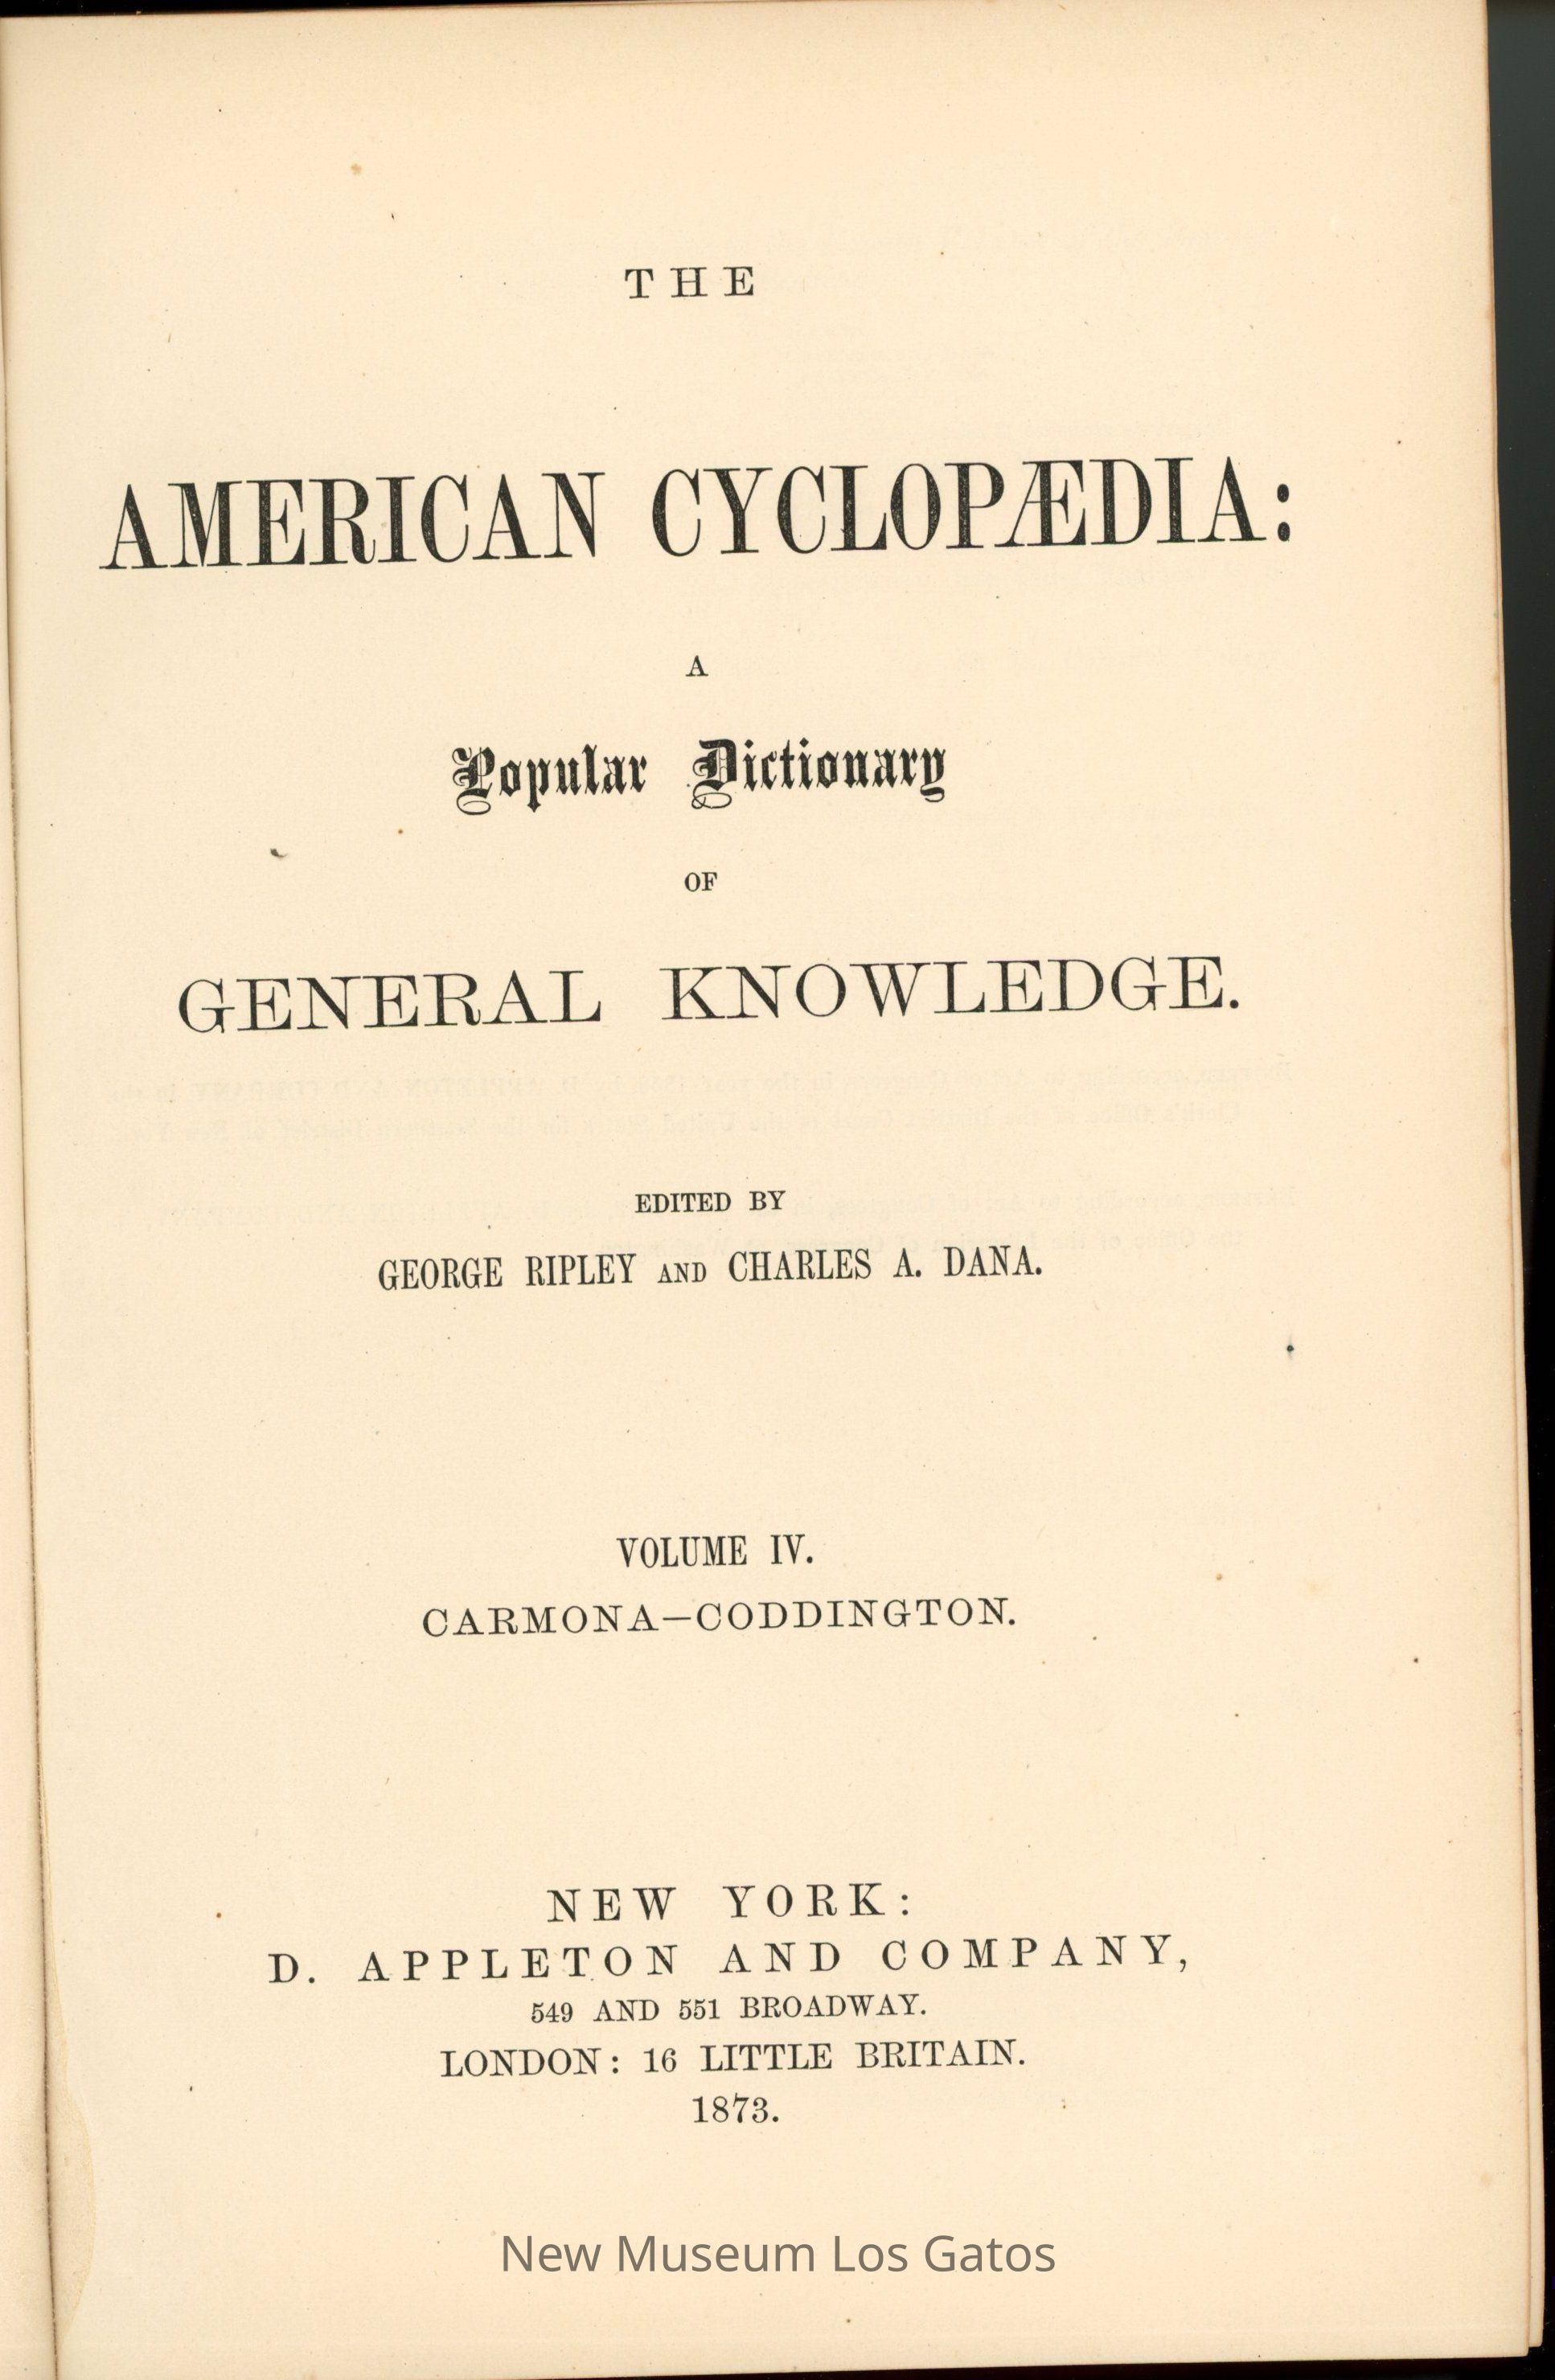 THE
AMERICAN CYCLOPÆDIA:
A
Popular Dictionary
OF
GENERAL KNOWLEDGE.
EDITED BY
GEORGE RIPLEY AND CHARLES A. DANA.
VOLUME IV.
CARMONA—CODDINGTON.
NEW YORK:
D. APPLETON AND COMPANY,
549 AND 551 BROADWAY.
LONDON: 16 LITTLE BRITAIN.
1873.
New Museum Los Gatos